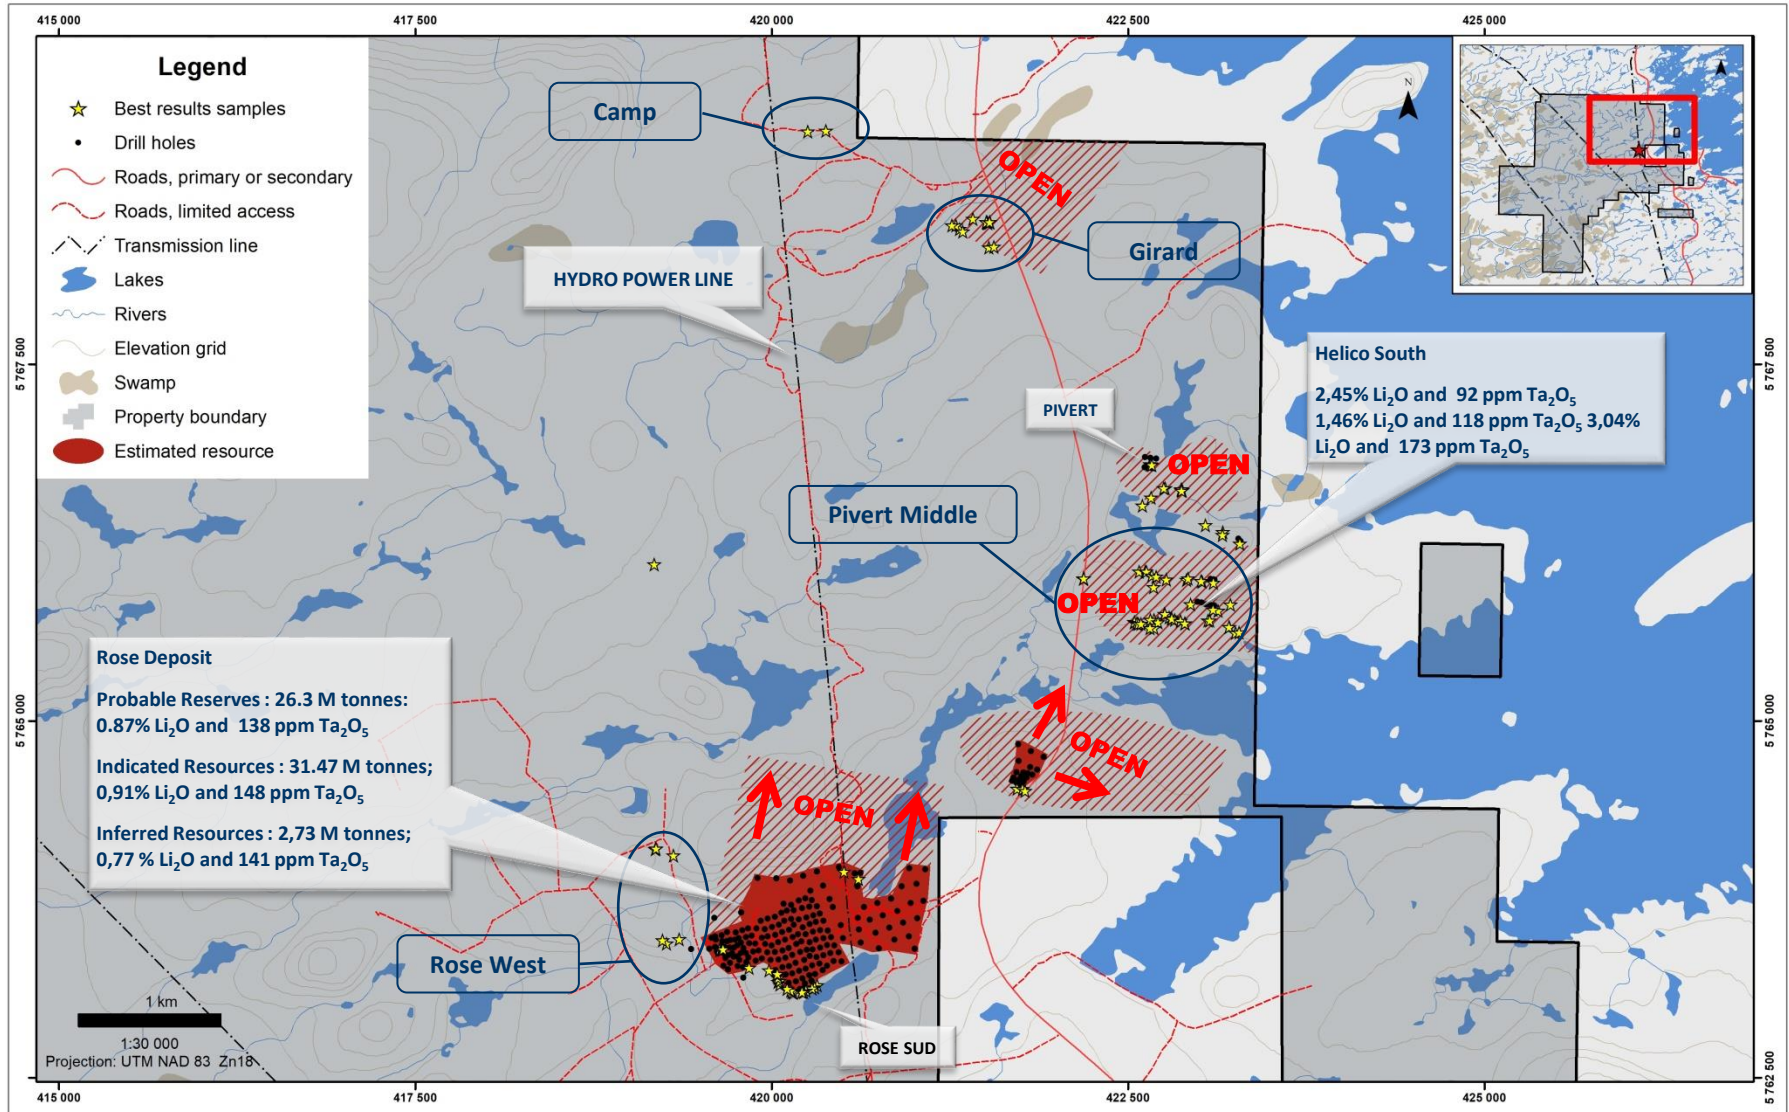 415 000
417 500
420 000
422 500
425 000
Legend
Best results samples
Drill holes
Roads, primary or secondary
Roads, limited access
Transmission line
Lakes
Rivers
Elevation grid
Swamp
Property boundary
Estimated resource
Camp
OPEN
N
Girard
HYDRO POWER LINE
5 767 500
5 767 500
Helico South
2,45% Li₂O and 92 ppm Ta₂O₅
1,46% Li₂O and 118 ppm Ta₂O₅ 3,04%
Li₂O and 173 ppm Ta₂O₅
PIVERT
OPEN
Pivert Middle
OPEN
Rose Deposit
Probable Reserves : 26.3 M tonnes:
0.87% Li₂O and 138 ppm Ta₂O₅
Indicated Resources : 31.47 M tonnes;
0,91% Li₂O and 148 ppm Ta₂O₅
Inferred Resources : 2,73 M tonnes;
0,77 % Li₂O and 141 ppm Ta₂O₅
5 765 000
5 765 000
OPEN
OPEN
Rose West
ROSE SUD
1 km
1:30 000
Projection: UTM NAD 83 Zn18
5 762 500
415 000
417 500
420 000
422 500
425 000